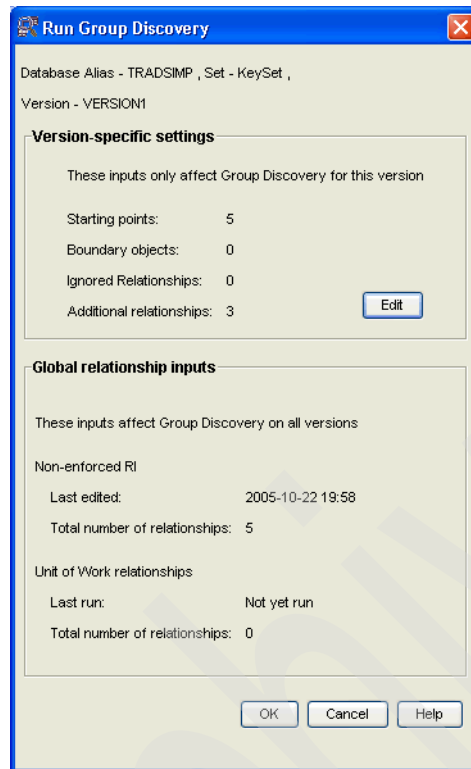 Run Group Discovery
Database Alias - TRADSIMP , Set - KeySet ,
Version - VERSION1
Version-specific settings
These inputs only affect Group Discovery for this version
Starting points: 5
Boundary objects: 0
Ignored Relationships: 0
Additional relationships: 3
Edit
Global relationship inputs
These inputs affect Group Discovery on all versions
Non-enforced RI
Last edited: 2005-10-22 19:58
Total number of relationships: 5
Unit of Work relationships
Last run: Not yet run
Total number of relationships: 0
OK Cancel Help